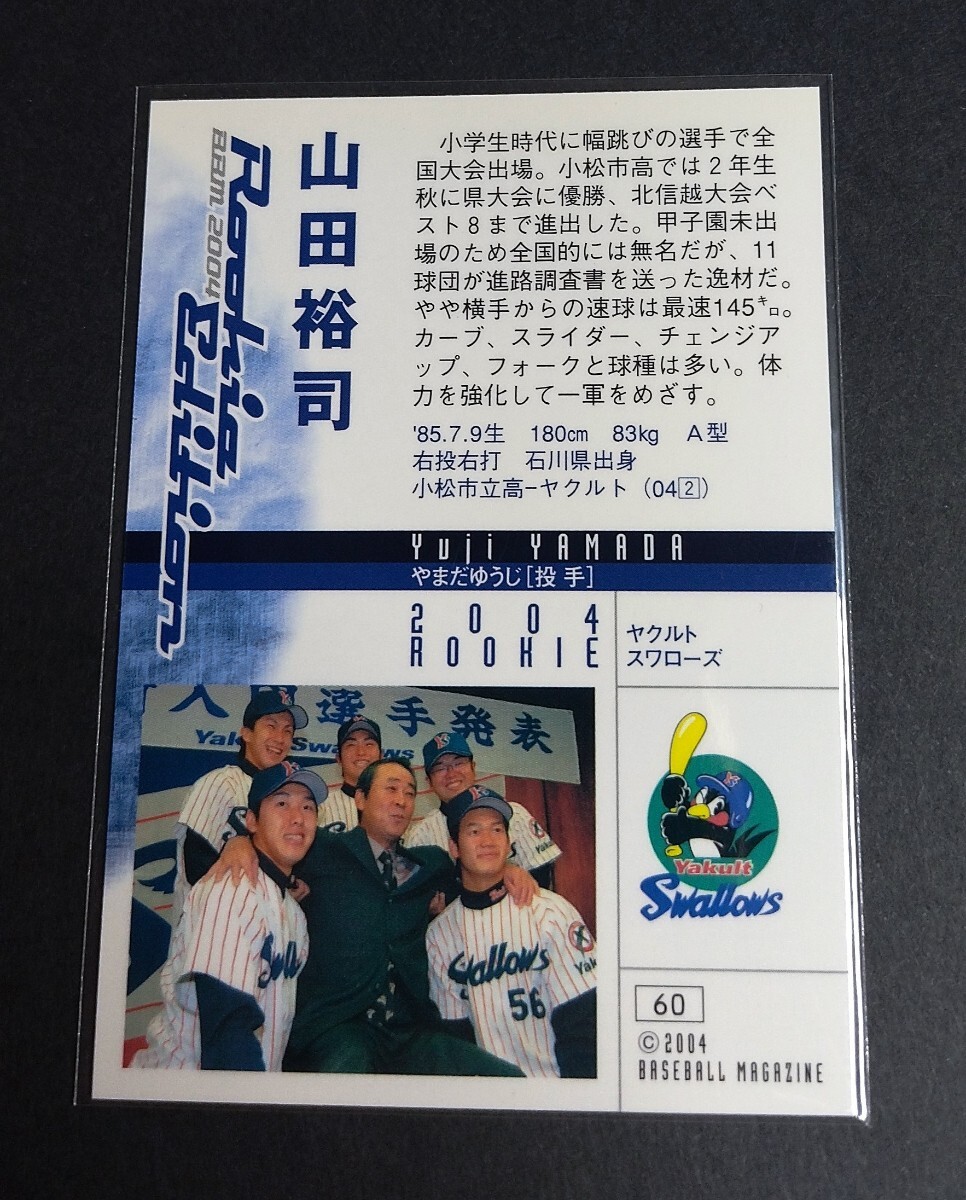 BBM 2004
Rookie
Edition
山田裕司
小学生時代に幅跳びの選手で全
国大会出場。小松市高では2年生
秋に県大会に優勝、北信越大会ベ
スト8まで進出した。甲子園未出
場のため全国的には無名だが、11
球団が進路調査書を送った逸材だ。
やや横手からの速球は最速145㌔。
カーブ、スライダー、チェンジア
ップ、フォークと球種は多い。体
力を強化して一軍をめざす。
'85.7.9生 180㎝ 83kg A型
右投右打 石川県出身
小松市立高−ヤクルト（04[2]）
Yuji YAMADA
やまだゆうじ[投手]
2004
ROOKIE
ヤクルト
スワローズ
入団選手発表
Yakult Swallows
Swallows
56
Yakult
Swallows
60
©2004
BASEBALL MAGAZINE